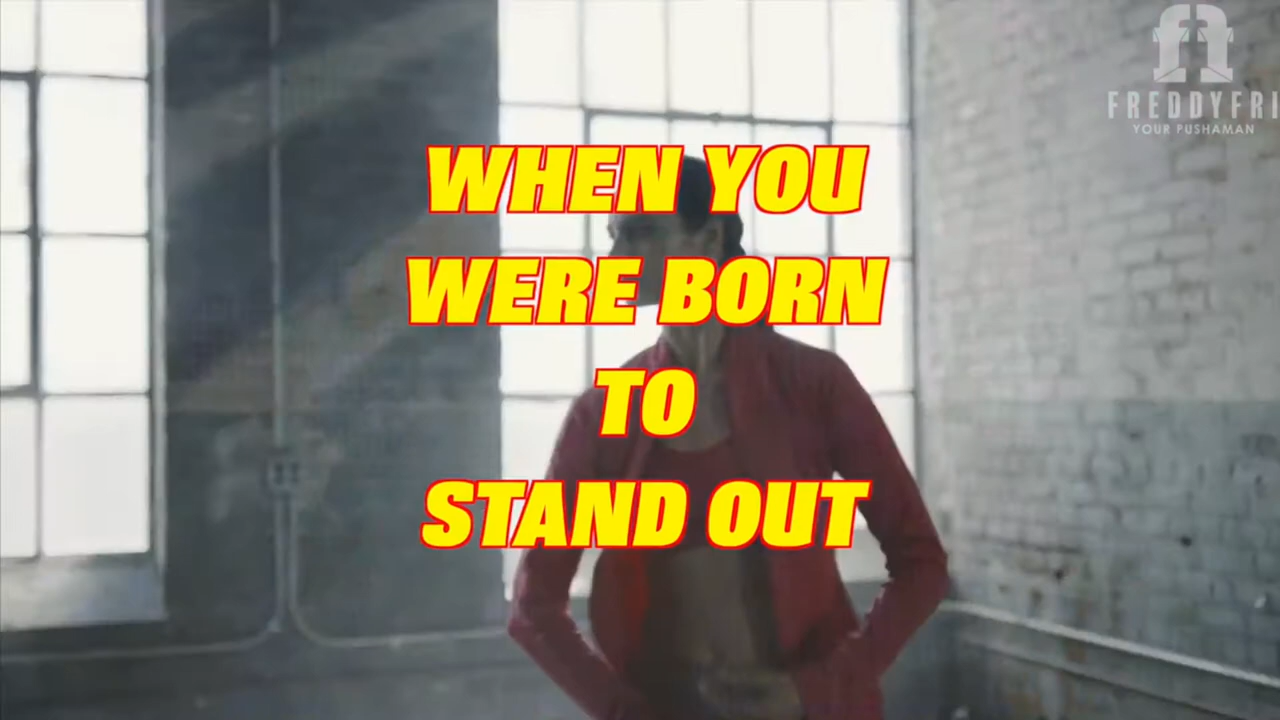 FREDDYFRI
YOUR PUSHAMAN
WHEN YOU
WERE BORN
TO
STAND OUT